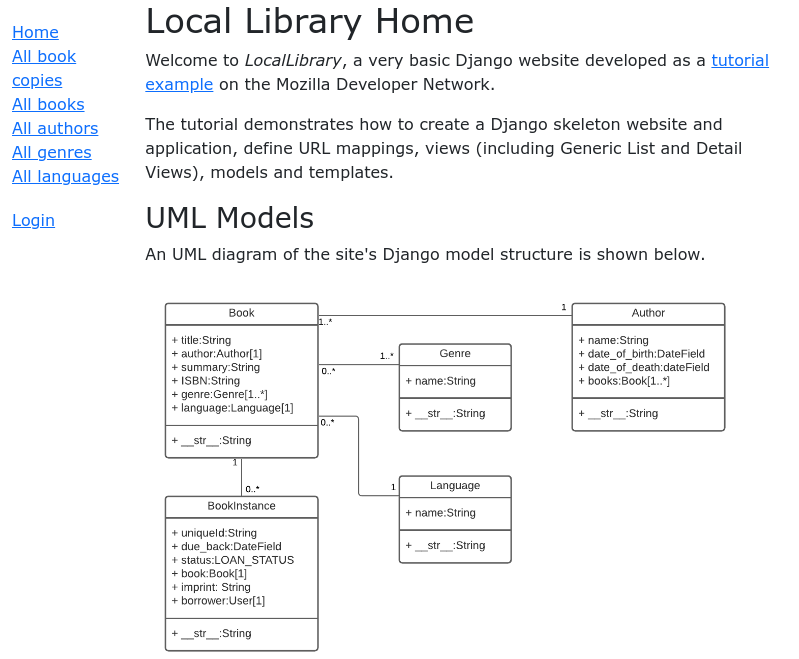 Home
All book
copies
All books
All authors
All genres
All languages
Login
Local Library Home
Welcome to LocalLibrary, a very basic Django website developed as a tutorial
example on the Mozilla Developer Network.
The tutorial demonstrates how to create a Django skeleton website and
application, define URL mappings, views (including Generic List and Detail
Views), models and templates.
UML Models
An UML diagram of the site's Django model structure is shown below.
Book
+ title:String
+ author:Author[1]
+ summary:String
+ ISBN:String
+ genre:Genre[1..*]
+ language:Language[1]
+ __str__:String
1..*
1
Author
+ name:String
+ date_of_birth:DateField
+ date_of_death:dateField
+ books:Book[1..*]
+ __str__:String
0..*
1..*
Genre
+ name:String
+ __str__:String
0..*
1
Language
+ name:String
+ __str__:String
1
0..*
BookInstance
+ uniqueId:String
+ due_back:DateField
+ status:LOAN_STATUS
+ book:Book[1]
+ imprint: String
+ borrower:User[1]
+ __str__:String